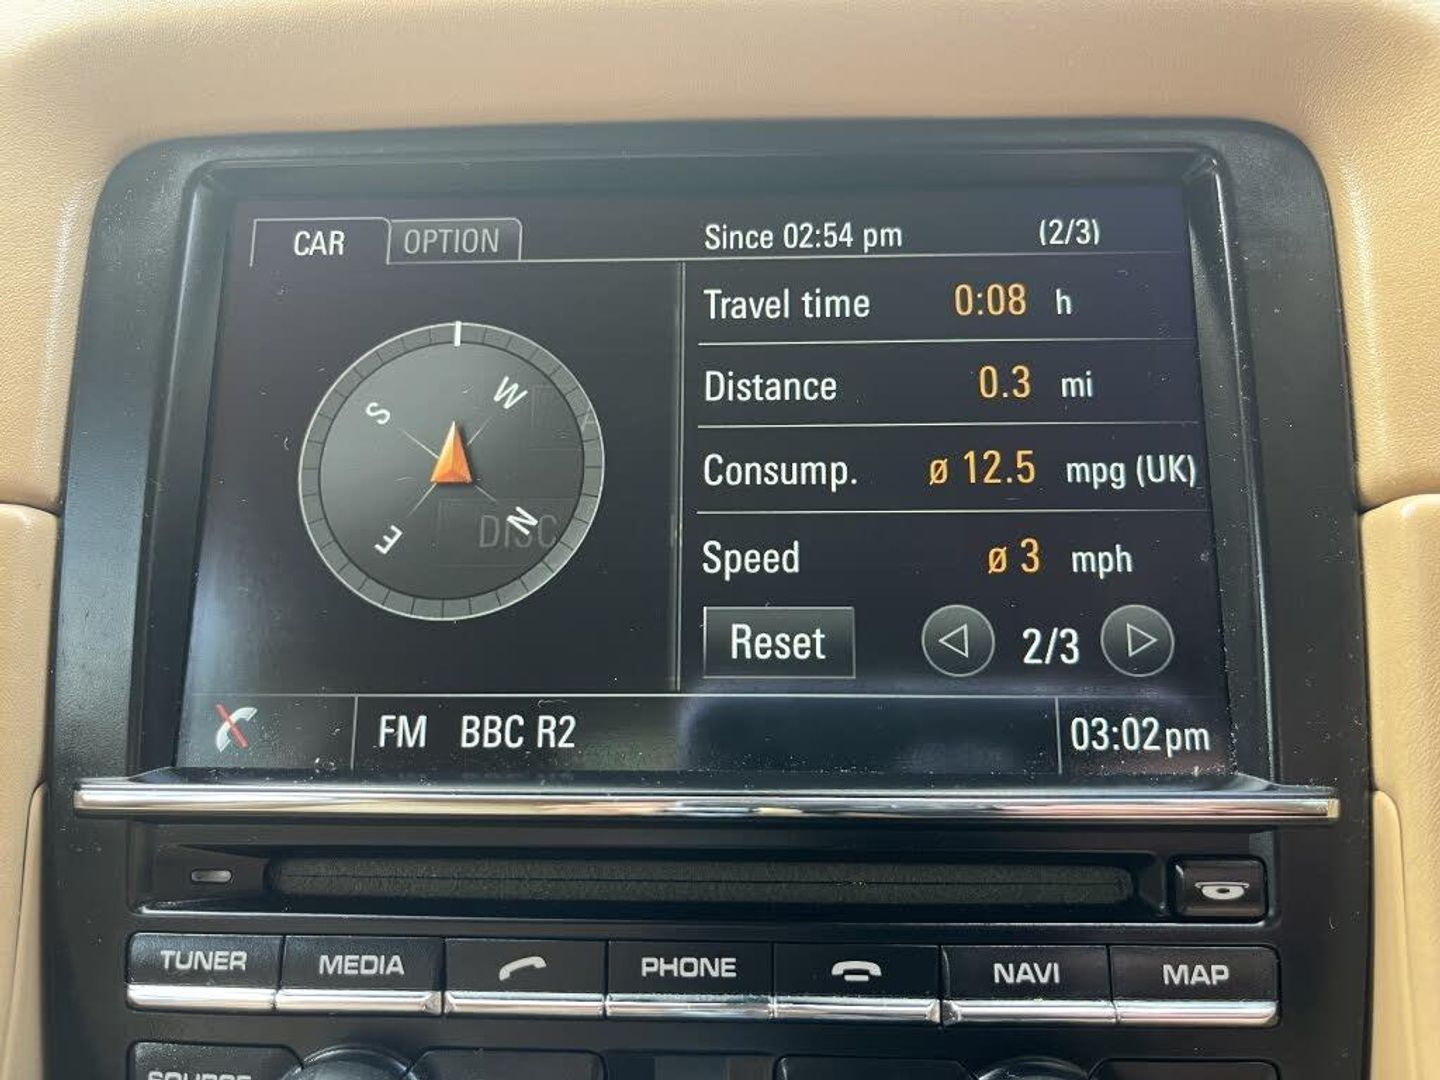 CAR OPTION Since 02:54 pm (2/3)
Travel time 0:08 h
Distance 0.3 mi
Consump. ø 12.5 mpg (UK)
Speed ø 3 mph
S W
E N
DISC
Reset 2/3
FM BBC R2 03:02pm
TUNER MEDIA PHONE NAVI MAP
SOURCE